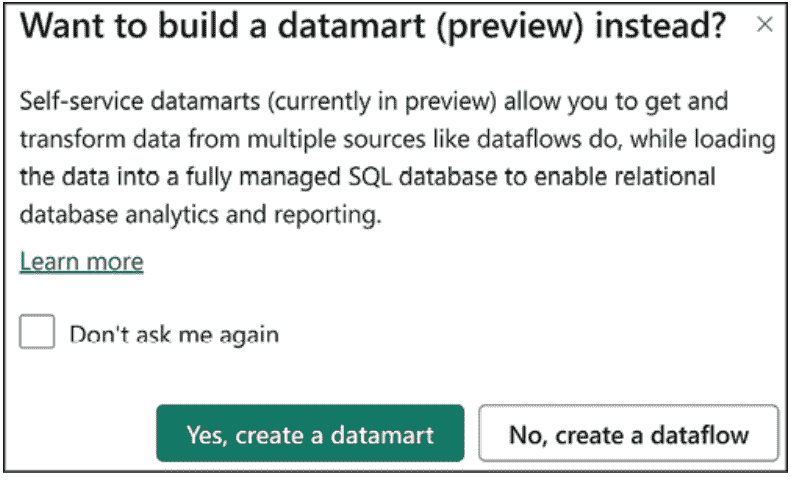 Want to build a datamart (preview) instead?
Self-service datamarts (currently in preview) allow you to get and
transform data from multiple sources like dataflows do, while loading
the data into a fully managed SQL database to enable relational
database analytics and reporting.
Learn more
Don't ask me again
Yes, create a datamart
No, create a dataflow